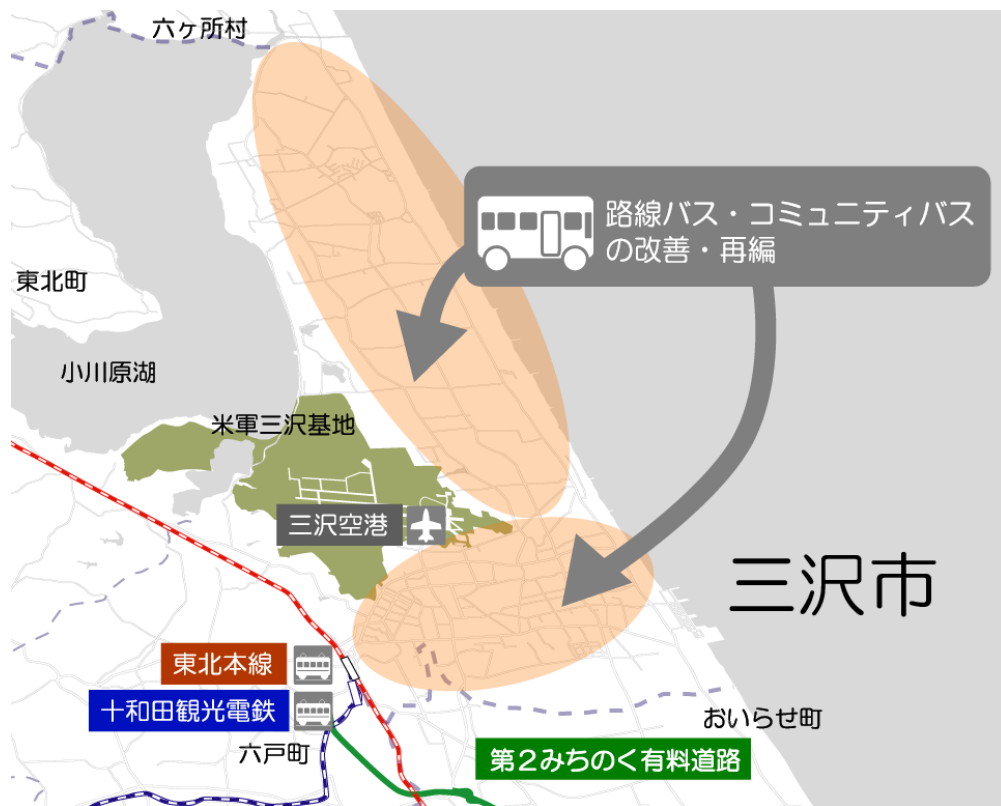 六ヶ所村
路線バス・コミュニティバス
の改善・再編
東北町
小川原湖
米軍三沢基地
三沢空港
三沢市
東北本線
十和田観光電鉄
おいらせ町
六戸町
第2みちのく有料道路